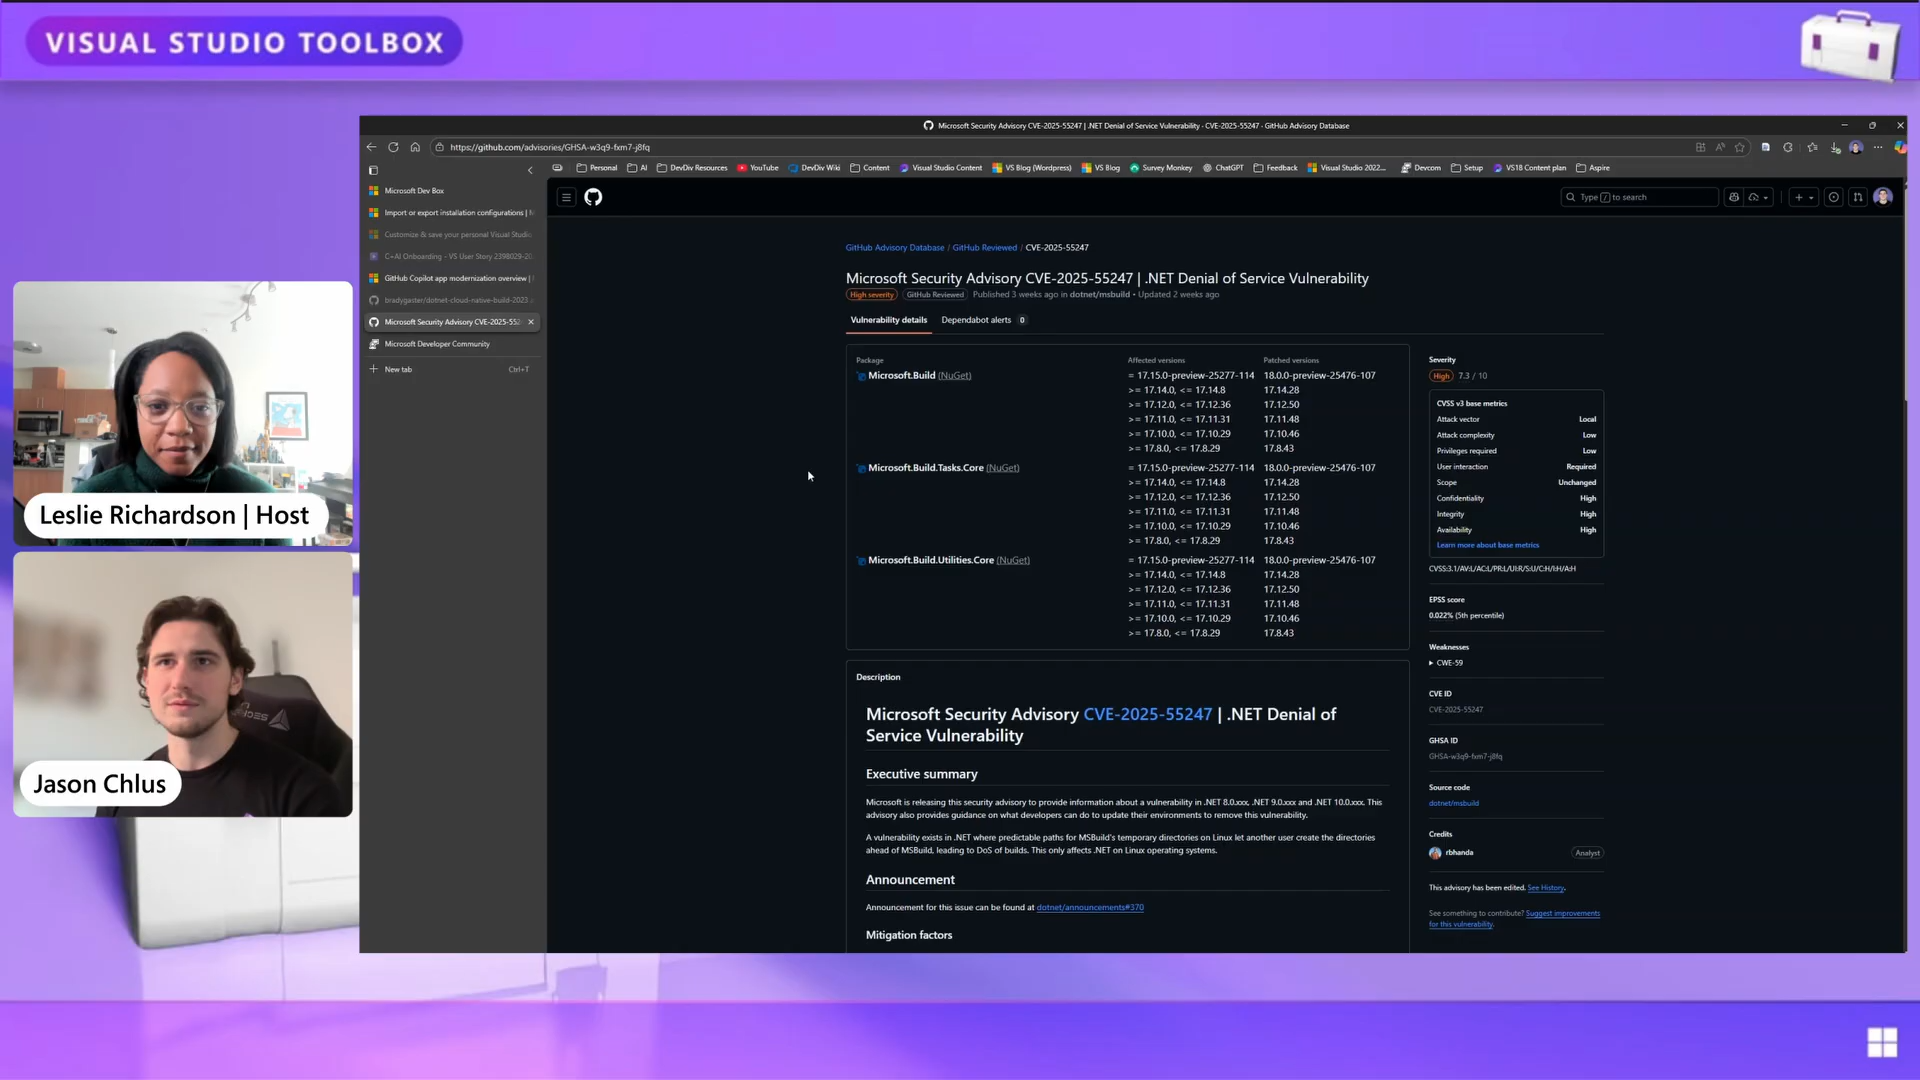 VISUAL STUDIO TOOLBOX
Microsoft Security Advisory CVE-2025-55247 | .NET Denial of Service Vulnerability · CVE-2025-55247 · GitHub Advisory Database
https://github.com/advisories/GHSA-w3q9-fxm7-j8fq
Personal AI DevDiv Resources YouTube DevDiv Wiki Content Visual Studio Content VS Blog (Wordpress) VS Blog Survey Monkey ChatGPT Feedback Visual Studio 2022... Devcom Setup VS18 Content plan Aspire
Microsoft Dev Box
Import or export installation configurations |
Customize & save your personal Visual Studio
C+AI Onboarding - VS User Story 2398029-20
GitHub Copilot app modernization overview |
bradygaster/dotnet-cloud-native-build-2023
Microsoft Security Advisory CVE-2025-552
Microsoft Developer Community
New tab Ctrl+T
Type / to search
GitHub Advisory Database / GitHub Reviewed / CVE-2025-55247
Microsoft Security Advisory CVE-2025-55247 | .NET Denial of Service Vulnerability
High severity GitHub Reviewed Published 3 weeks ago in dotnet/msbuild • Updated 2 weeks ago
Vulnerability details Dependabot alerts 0
Package Affected versions Patched versions
Microsoft.Build (NuGet) = 17.15.0-preview-25277-114 18.0.0-preview-25476-107
>= 17.14.0, <= 17.14.8 17.14.28
>= 17.12.0, <= 17.12.36 17.12.50
>= 17.11.0, <= 17.11.31 17.11.48
>= 17.10.0, <= 17.10.29 17.10.46
>= 17.8.0, <= 17.8.29 17.8.43
Microsoft.Build.Tasks.Core (NuGet) = 17.15.0-preview-25277-114 18.0.0-preview-25476-107
>= 17.14.0, <= 17.14.8 17.14.28
>= 17.12.0, <= 17.12.36 17.12.50
>= 17.11.0, <= 17.11.31 17.11.48
>= 17.10.0, <= 17.10.29 17.10.46
>= 17.8.0, <= 17.8.29 17.8.43
Microsoft.Build.Utilities.Core (NuGet) = 17.15.0-preview-25277-114 18.0.0-preview-25476-107
>= 17.14.0, <= 17.14.8 17.14.28
>= 17.12.0, <= 17.12.36 17.12.50
>= 17.11.0, <= 17.11.31 17.11.48
>= 17.10.0, <= 17.10.29 17.10.46
>= 17.8.0, <= 17.8.29 17.8.43
Description
Microsoft Security Advisory CVE-2025-55247 | .NET Denial of
Service Vulnerability
Executive summary
Microsoft is releasing this security advisory to provide information about a vulnerability in .NET 8.0.xxx, .NET 9.0.xxx and .NET 10.0.xxx. This
advisory also provides guidance on what developers can do to update their environments to remove this vulnerability.
A vulnerability exists in .NET where predictable paths for MSBuild's temporary directories on Linux let another user create the directories
ahead of MSBuild, leading to DoS of builds. This only affects .NET on Linux operating systems.
Announcement
Announcement for this issue can be found at dotnet/announcements#370
Mitigation factors
Severity
High 7.3 / 10
CVSS v3 base metrics
Attack vector Local
Attack complexity Low
Privileges required Low
User interaction Required
Scope Unchanged
Confidentiality High
Integrity High
Availability High
Learn more about base metrics
CVSS:3.1/AV:L/AC:L/PR:L/UI:R/S:U/C:H/I:H/A:H
EPSS score
0.022% (5th percentile)
Weaknesses
CWE-59
CVE ID
CVE-2025-55247
GHSA ID
GHSA-w3q9-fxm7-j8fq
Source code
dotnet/msbuild
Credits
rbhanda Analyst
This advisory has been edited. See History.
See something to contribute? Suggest improvements
for this vulnerability.
Leslie Richardson | Host
Jason Chlus